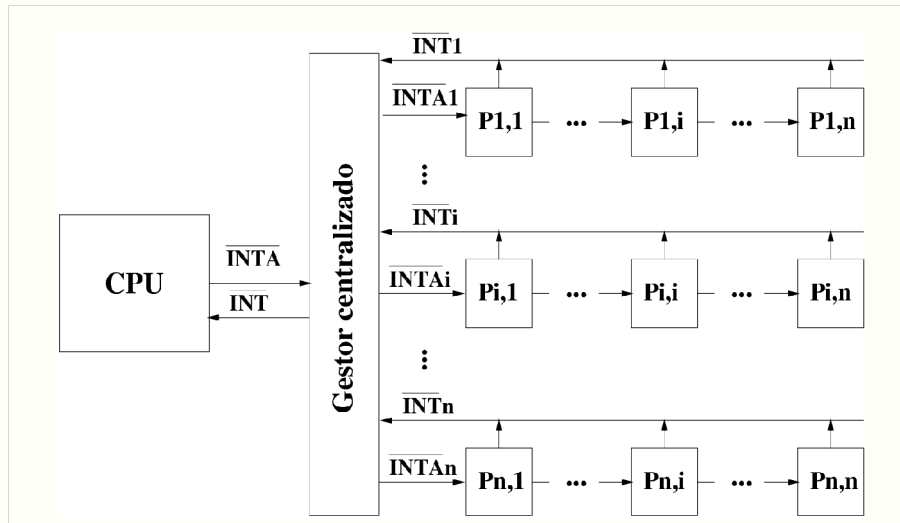 INT1
INTA1
P1,1 ... P1,i ... P1,n
...
INTi
CPU
INTA
INT
Gestor centralizado
INTAi
Pi,1 ... Pi,i ... Pi,n
...
INTn
INTAn
Pn,1 ... Pn,i ... Pn,n